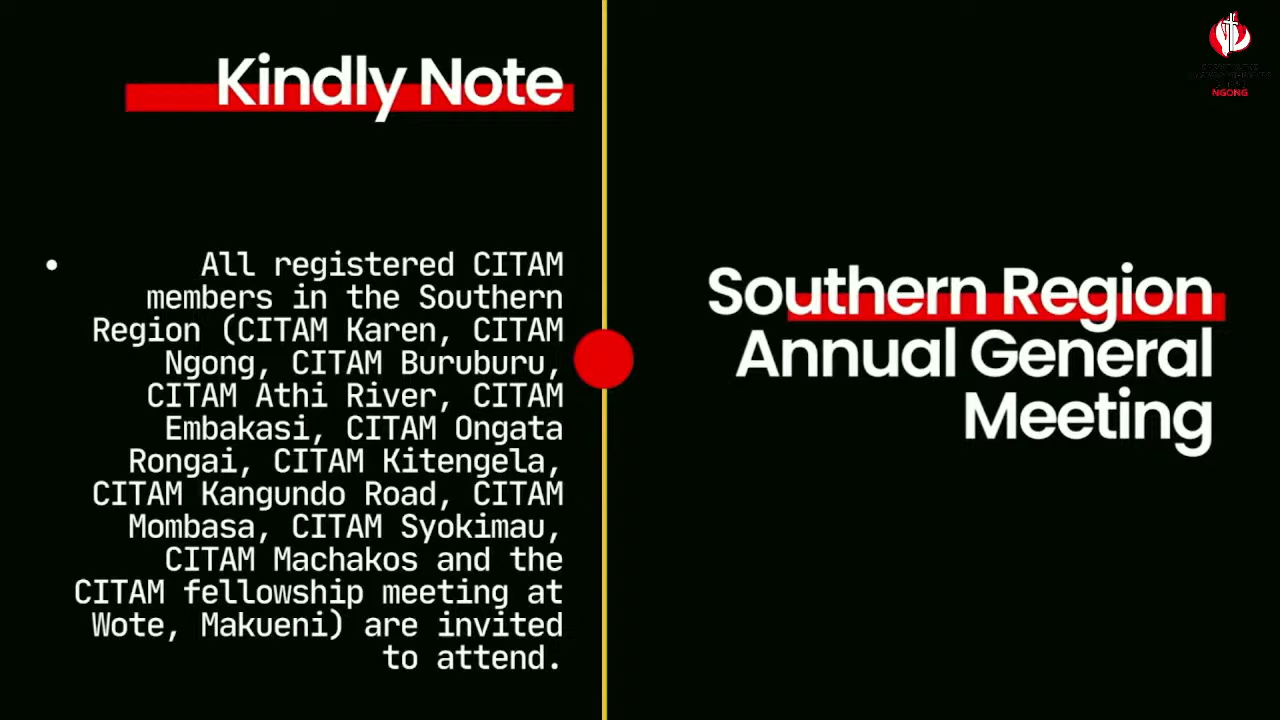 Kindly Note
• All registered CITAM
members in the Southern
Region (CITAM Karen, CITAM
Ngong, CITAM Buruburu,
CITAM Athi River, CITAM
Embakasi, CITAM Ongata
Rongai, CITAM Kitengela,
CITAM Kangundo Road, CITAM
Mombasa, CITAM Syokimau,
CITAM Machakos and the
CITAM fellowship meeting at
Wote, Makueni) are invited
to attend.
Southern Region
Annual General
Meeting
NGONG